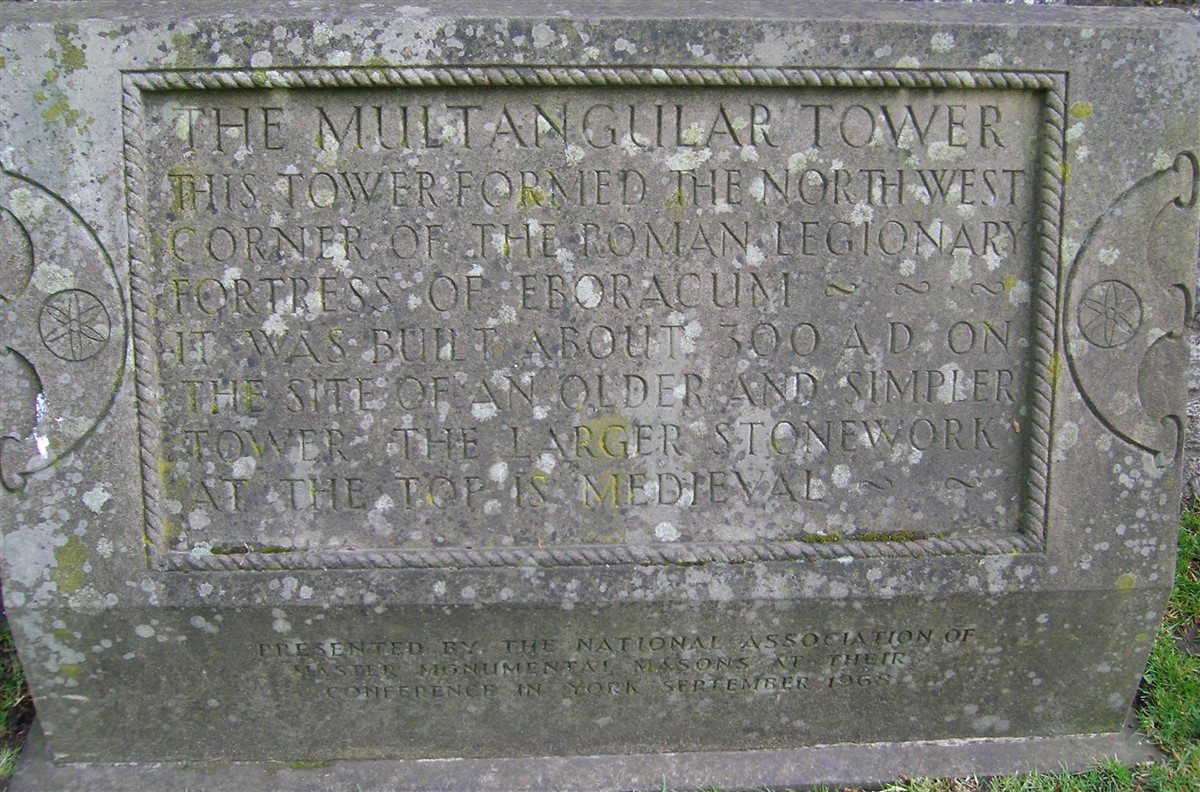 THE MULTANGULAR TOWER
THIS TOWER FORMED THE NORTH WEST
CORNER OF THE ROMAN LEGIONARY
FORTRESS OF EBORACUM ~ ~ ~
IT WAS BUILT ABOUT 300 A.D. ON
THE SITE OF AN OLDER AND SIMPLER
TOWER. THE LARGER STONEWORK
AT THE TOP IS MEDIEVAL ~ ~
PRESENTED BY THE NATIONAL ASSOCIATION OF
MASTER MONUMENTAL MASONS AT THEIR
CONFERENCE IN YORK SEPTEMBER 1968